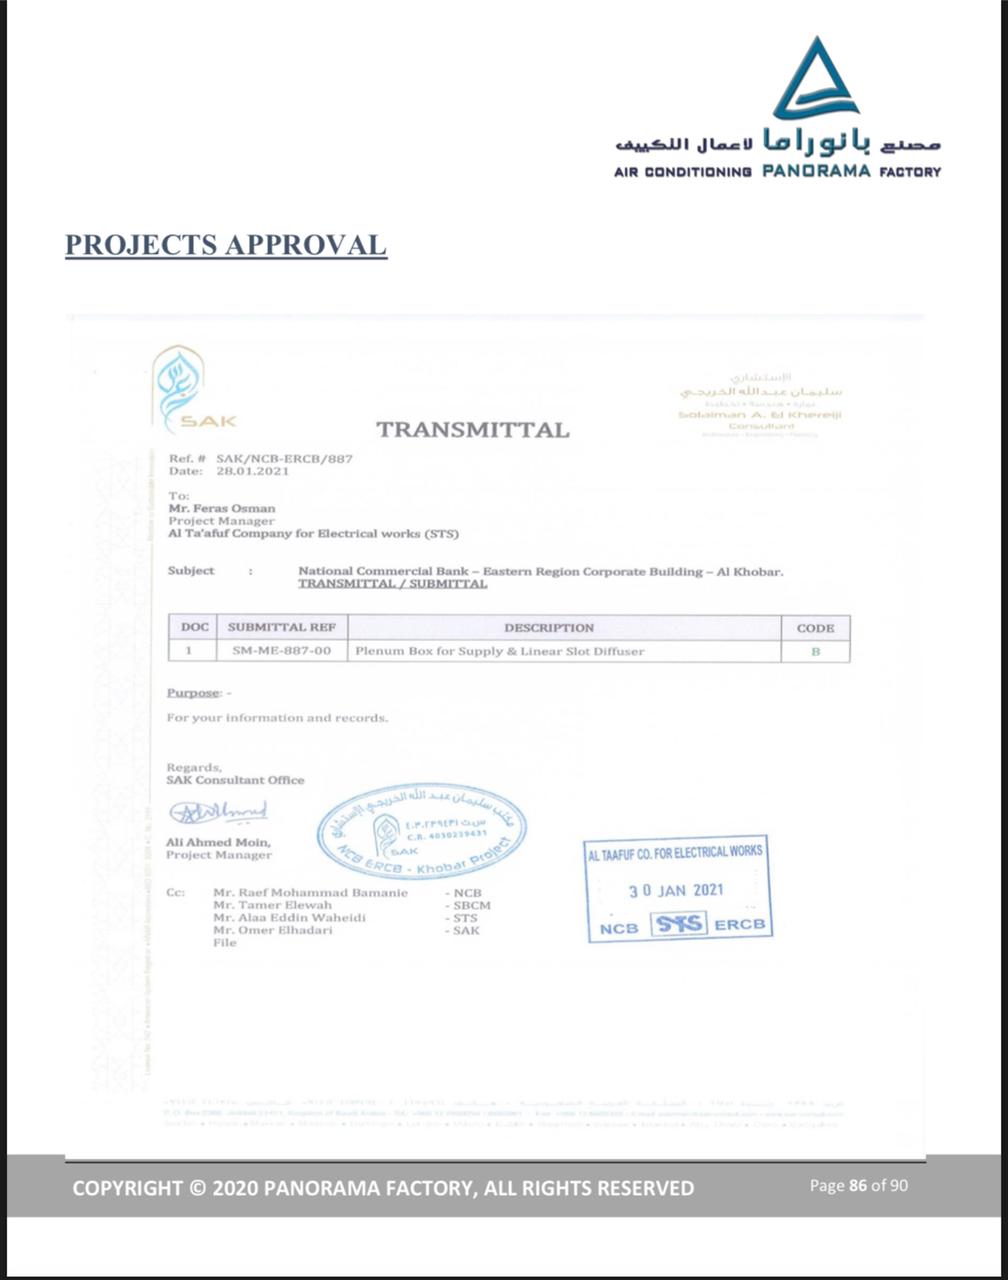 مصنع بانوراما لاعمال التكييف
AIR CONDITIONING PANORAMA FACTORY
PROJECTS APPROVAL
SAK
الإستشاري
سليمان عبدالله الخريجي
Solaiman A. El Khereiji
Consultant
TRANSMITTAL
Ref. # SAK/NCB-ERCB/887
Date: 28.01.2021
To:
Mr. Feras Osman
Project Manager
Al Ta'afuf Company for Electrical works (STS)
Subject : National Commercial Bank – Eastern Region Corporate Building – Al Khobar.
TRANSMITTAL / SUBMITTAL
DOC SUBMITTAL REF DESCRIPTION CODE
1 SM-ME-887-00 Plenum Box for Supply & Linear Slot Diffuser B
Purpose: -
For your information and records.
Regards,
SAK Consultant Office
Ali Ahmed Moin,
Project Manager
مكتب سليمان عبد الله الخريجي الإستشاري
س.ت ٤٠٣٠٢٣٩٤٣١
C.R. 4030239431
SAK
NCB ERCB - Khobar Project
AL TAAFUF CO. FOR ELECTRICAL WORKS
30 JAN 2021
NCB STS ERCB
Cc: Mr. Raef Mohammad Bamanie - NCB
Mr. Tamer Elewah - SBCM
Mr. Alaa Eddin Waheidi - STS
Mr. Omer Elhadari - SAK
File
COPYRIGHT © 2020 PANORAMA FACTORY, ALL RIGHTS RESERVED
Page 86 of 90